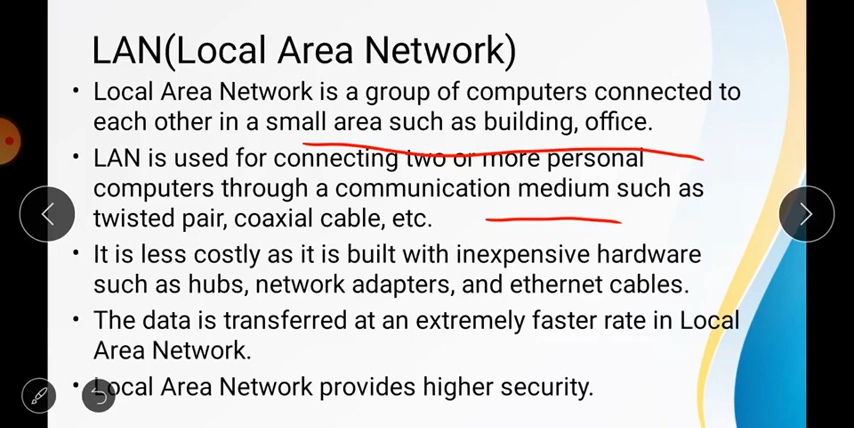 LAN(Local Area Network)
• Local Area Network is a group of computers connected to
each other in a small area such as building, office.
• LAN is used for connecting two or more personal
computers through a communication medium such as
twisted pair, coaxial cable, etc.
• It is less costly as it is built with inexpensive hardware
such as hubs, network adapters, and ethernet cables.
• The data is transferred at an extremely faster rate in Local
Area Network.
• Local Area Network provides higher security.